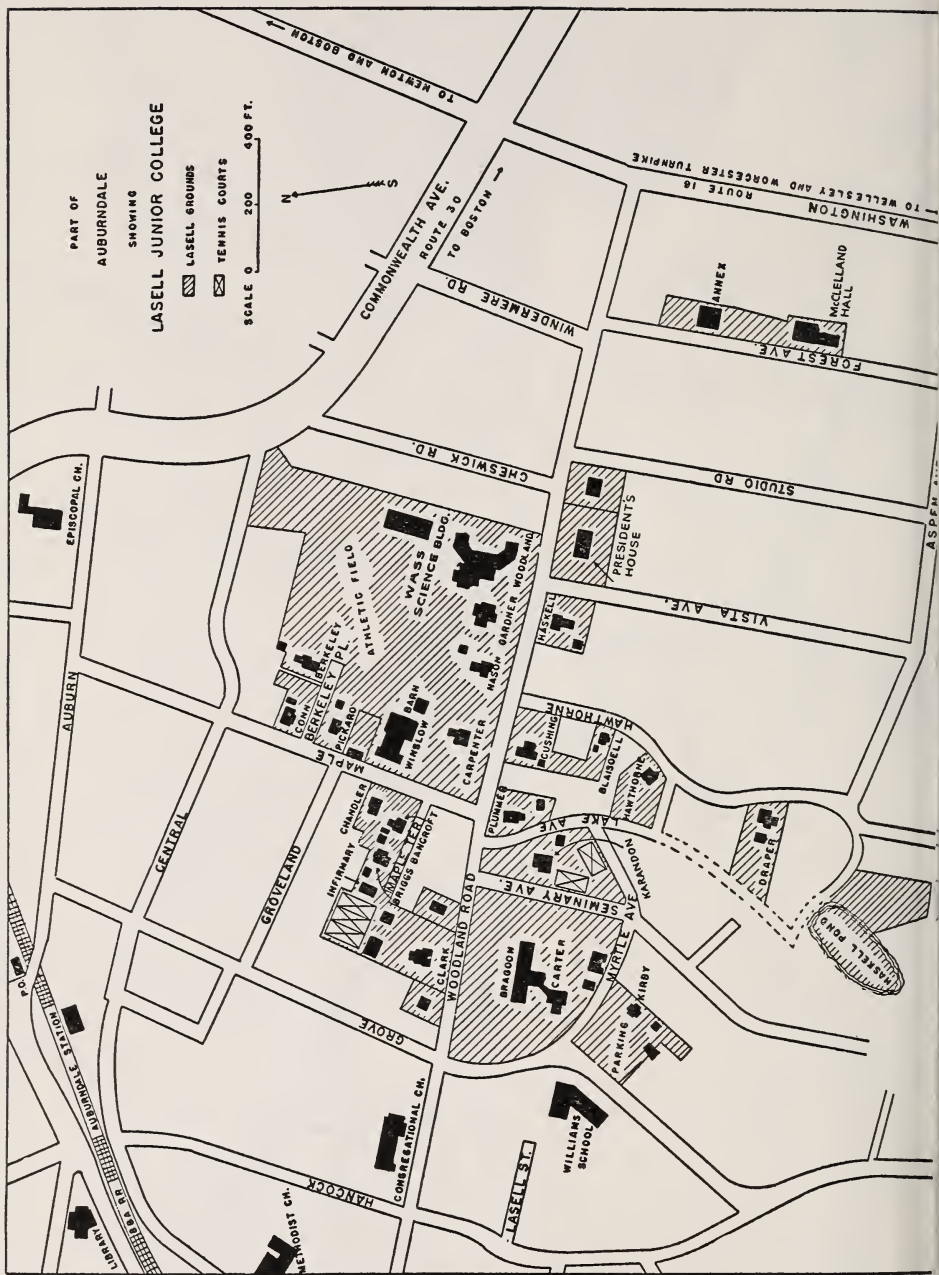 PART OF
AUBURNDALE
SHOWING
LASELL JUNIOR COLLEGE
LASELL GROUNDS
TENNIS COURTS
SCALE 0 200 400 FT.
N
S
TO NEWTON AND BOSTON
COMMONWEALTH AVE.
ROUTE 30
TO BOSTON
TO WELLESLEY AND WORCESTER TURNPIKE
ROUTE 16
WASHINGTON
WINDERMERE RD.
ANNEX
McCLELLAND
HALL
FOREST AVE.
CHESWICK RD.
STUDIO RD
ASPEN AVE
EPISCOPAL CH.
WASS
SCIENCE BLDG.
WOODLAND
GARDNER
PRESIDENT'S
HOUSE
VISTA AVE.
HASKELL
ATHLETIC FIELD
MASON
BERKELEY
BERKELEY PL.
CONN
PICKARD
BARN
WINSLOW
CARPENTER
AUBURN
MAPLE
CUSHING
HAWTHORNE
BLAISDELL
HAWTHORNE
PLUMMER
LAKE AVE
CENTRAL
CHANDLER
INFIRMARY
MAPLE TER.
BRIGGS
BANCROFT
KARANDON
DRAPER
GROVELAND
WOODLAND ROAD
SEMINARY AVE.
MYRTLE AVE
HASKELL POND
CLARK
BRAGDON
CARTER
KIRBY
PARKING
P.O.
AUBURNDALE STATION
GROVE
B&A RR.
CONGREGATIONAL CH.
WILLIAMS
SCHOOL
HANCOCK
LASELL ST.
LIBRARY
METHODIST CH.